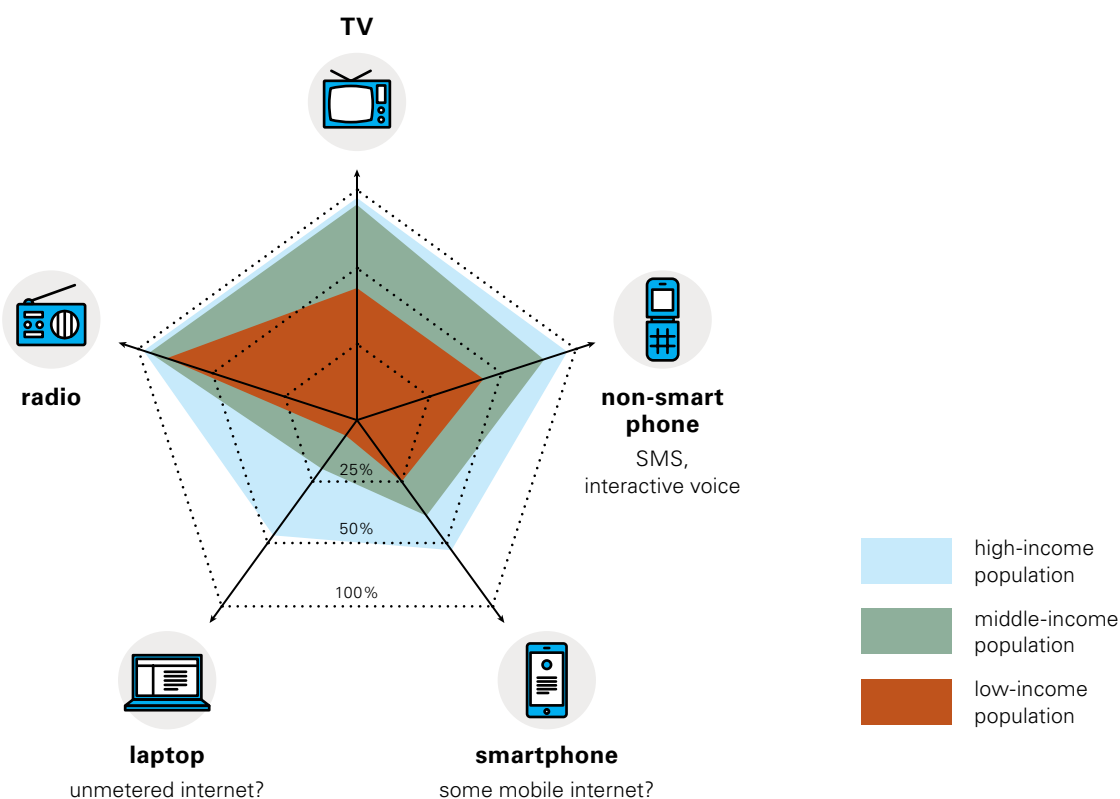 TV
radio
non-smart
phone
SMS,
interactive voice
25%
50%
100%
laptop
unmetered internet?
smartphone
some mobile internet?
high-income
population
middle-income
population
low-income
population